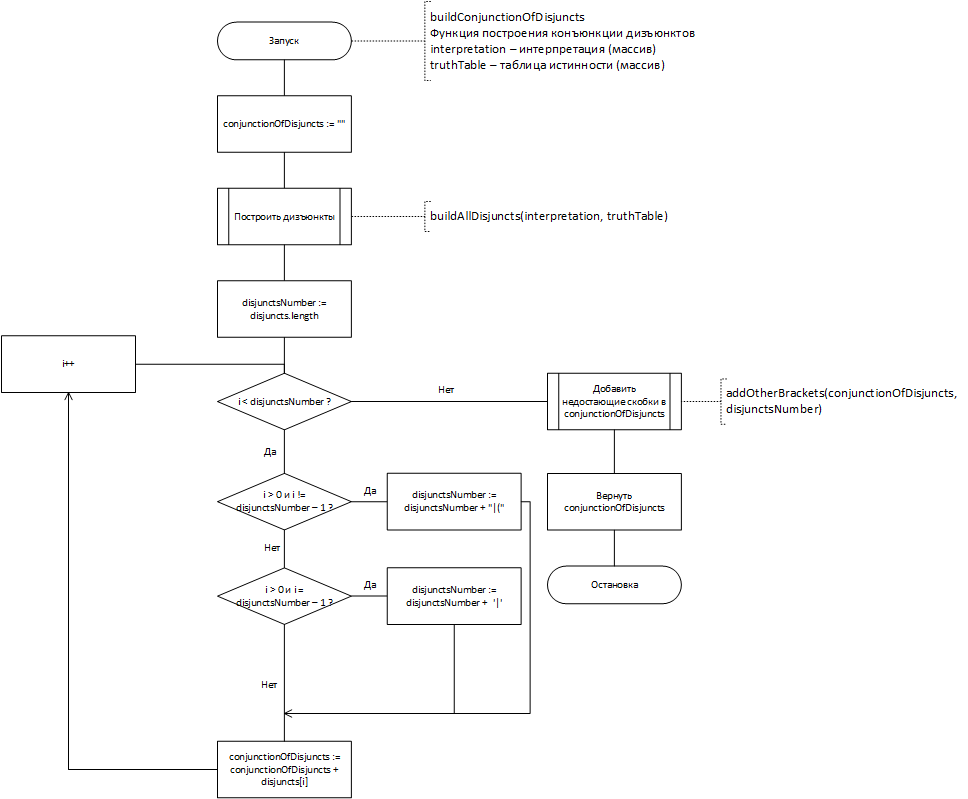 buildConjunctionOfDisjuncts
Функция построения конъюнкции дизъюнктов
interpretation – интерпретация (массив)
truthTable – таблица истинности (массив)
Запуск
conjunctionOfDisjuncts := ""
Построить дизъюнкты
buildAllDisjuncts(interpretation, truthTable)
disjunctsNumber :=
disjuncts.length
i++
i < disjunctsNumber ?
Нет
Добавить
недостающие скобки в
conjunctionOfDisjuncts
addOtherBrackets(conjunctionOfDisjuncts,
disjunctsNumber)
Да
i > 0 и i !=
disjunctsNumber – 1 ?
Да
disjunctsNumber :=
disjunctsNumber + "|("
Вернуть
conjunctionOfDisjuncts
Нет
i > 0 и i =
disjunctsNumber – 1 ?
Да
disjunctsNumber :=
disjunctsNumber + '|'
Остановка
Нет
conjunctionOfDisjuncts :=
conjunctionOfDisjuncts +
disjuncts[i]